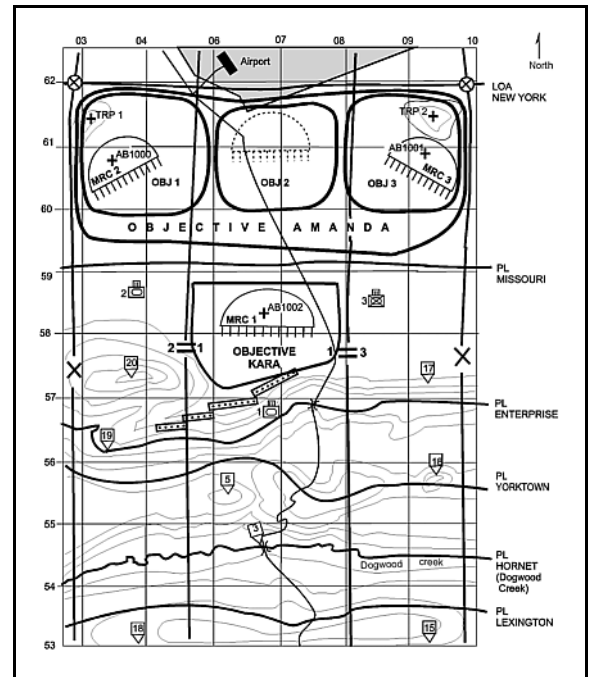 03 04 05 06 07 08 09 10
Airport
North
62
LOA
NEW YORK
TRP 1
TRP 2
61
AB1000
AB1001
MRC 2
MRC 3
OBJ 1
OBJ 2
OBJ 3
60
OBJECTIVE AMANDA
59
PL
MISSOURI
2
3
AB1002
58
MRC 1
2 1
OBJECTIVE
KARA
1 3
20
17
57
PL
ENTERPRISE
1
19
56
5
PL
YORKTOWN
55
3
PL
HORNET
(Dogwood
Creek)
Dogwood creek
54
PL
LEXINGTON
18
15
53